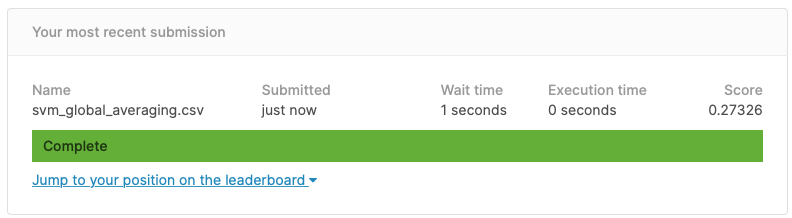 Your most recent submission
Name Submitted Wait time Execution time Score
svm_global_averaging.csv just now 1 seconds 0 seconds 0.27326
Complete
Jump to your position on the leaderboard